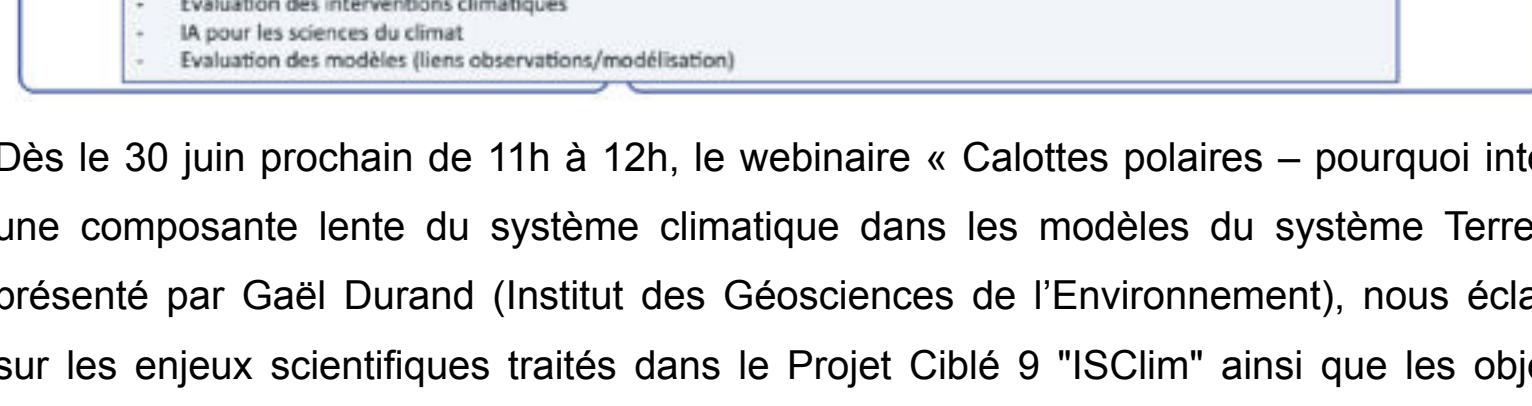 - Evaluation des interventions climatiques
- IA pour les sciences du climat
- Evaluation des modèles (liens observations/modélisation)
Dès le 30 juin prochain de 11h à 12h, le webinaire « Calottes polaires – pourquoi
une composante lente du système climatique dans les modèles du système Terre
présenté par Gaël Durand (Institut des Géosciences de l’Environnement), nous
sur les enjeux scientifiques traités dans le Projet Ciblé 9 "ISClim" ainsi que les